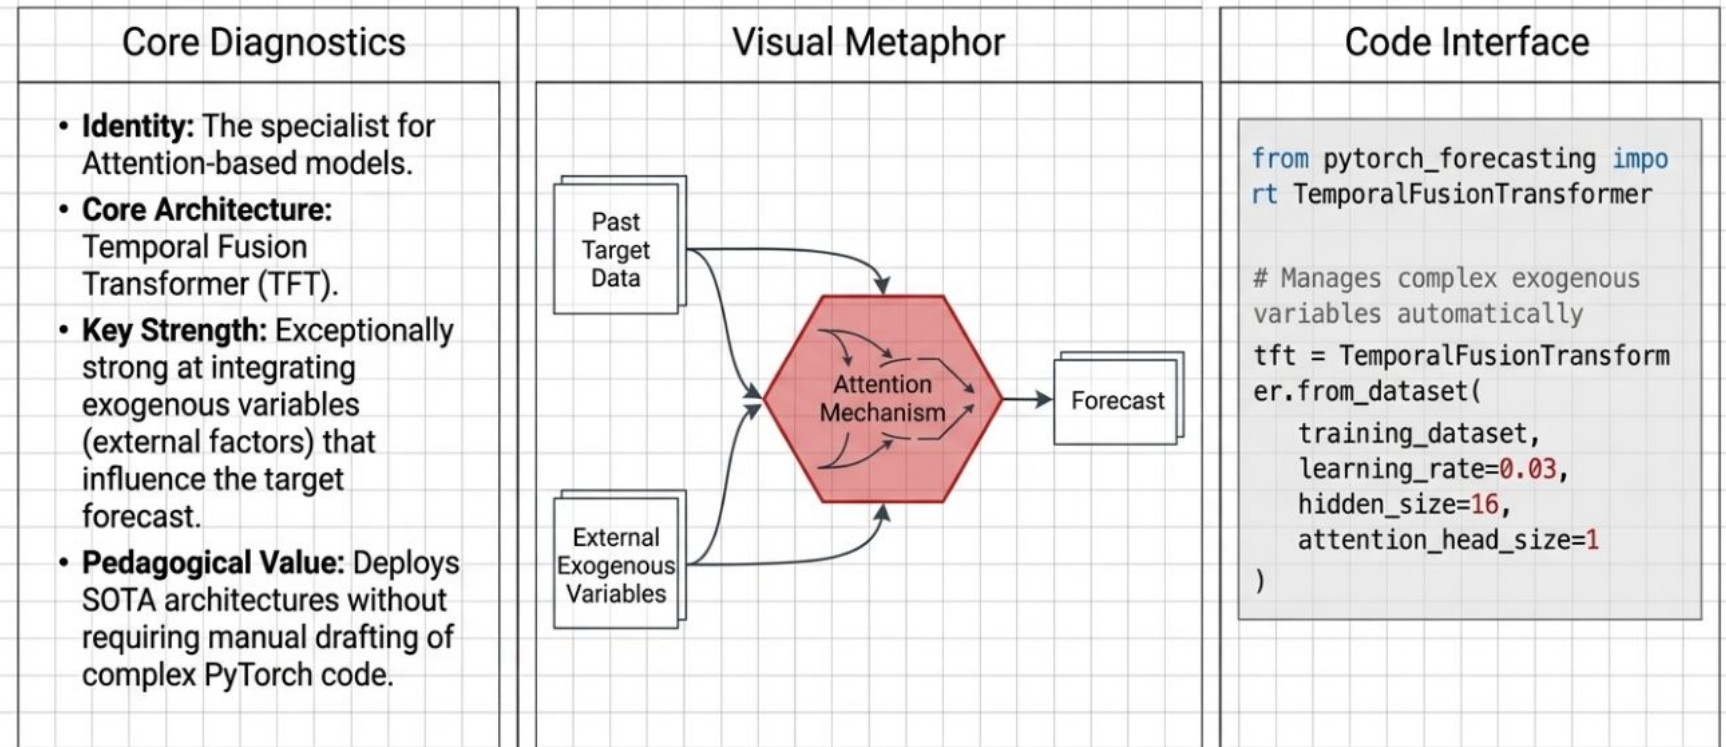 Core Diagnostics
• Identity: The specialist for
Attention-based models.
• Core Architecture:
Temporal Fusion
Transformer (TFT).
• Key Strength: Exceptionally
strong at integrating
exogenous variables
(external factors) that
influence the target
forecast.
• Pedagogical Value: Deploys
SOTA architectures without
requiring manual drafting of
complex PyTorch code.
Visual Metaphor
Past
Target
Data
External
Exogenous
Variables
Attention
Mechanism
Forecast
Code Interface
from pytorch_forecasting impo
rt TemporalFusionTransformer
# Manages complex exogenous
variables automatically
tft = TemporalFusionTransform
er.from_dataset(
training_dataset,
learning_rate=0.03,
hidden_size=16,
attention_head_size=1
)